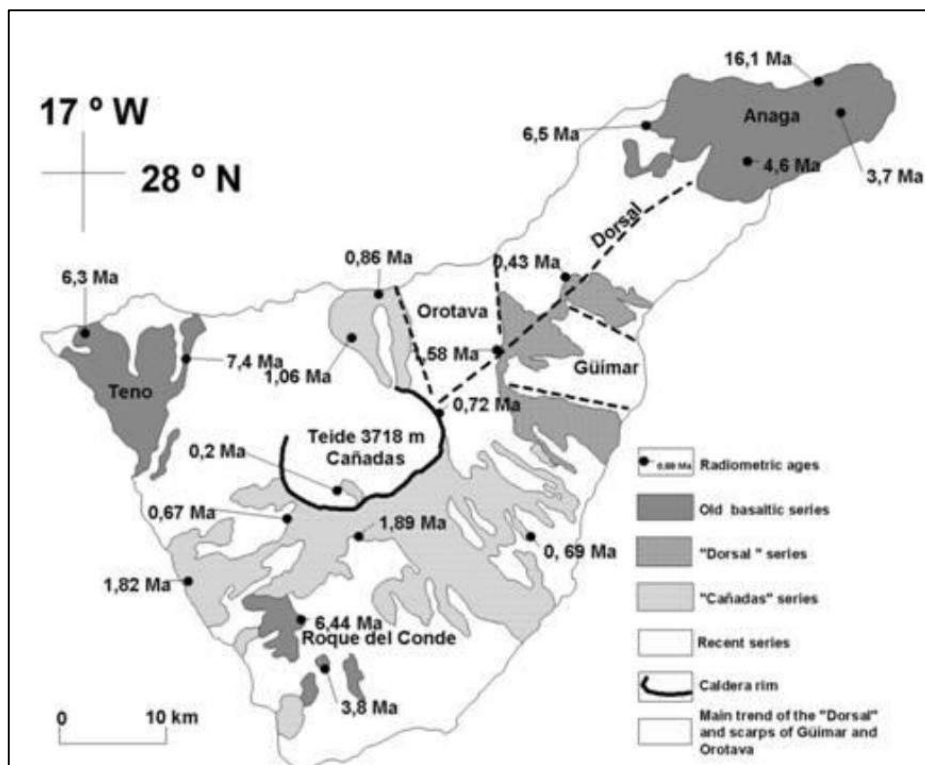 16,1 Ma
Anaga
17 º W
6,5 Ma
28 º N
4,6 Ma
3,7 Ma
Dorsal
0,86 Ma
0,43 Ma
6,3 Ma
Orotava
,58 Ma
Güimar
7,4 Ma
1,06 Ma
Teno
0,72 Ma
Teide 3718 m
Cañadas
0,2 Ma
0.69 Ma Radiometric ages
0,67 Ma
1,89 Ma
Old basaltic series
0, 69 Ma
"Dorsal " series
1,82 Ma
"Cañadas" series
6,44 Ma
Roque del Conde
Recent series
3,8 Ma
Caldera rim
0 10 km
Main trend of the "Dorsal"
and scarps of Güimar and
Orotava